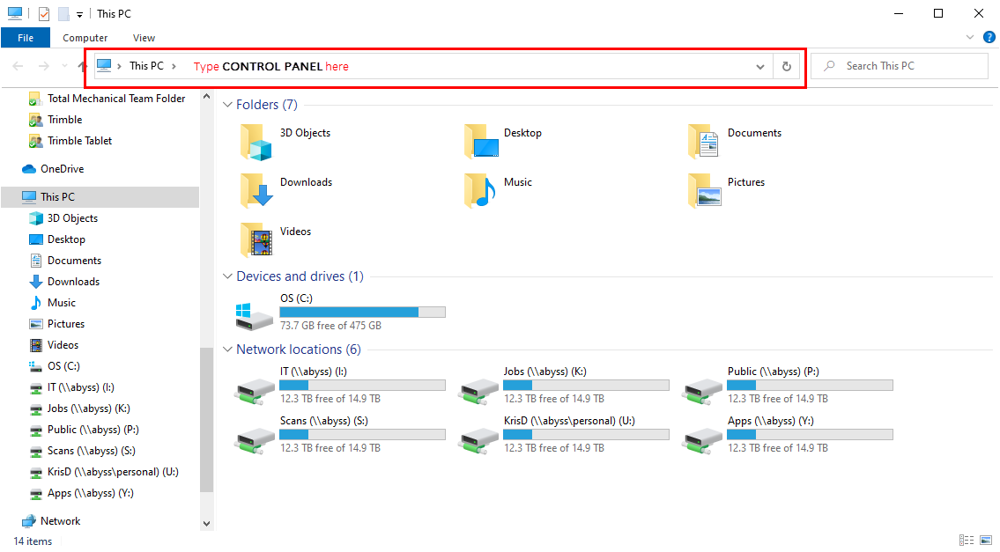 This PC
File
Computer
View
This PC
Type CONTROL PANEL here
Search This PC
Total Mechanical Team Folder
Trimble
Trimble Tablet
OneDrive
This PC
3D Objects
Desktop
Documents
Downloads
Music
Pictures
Videos
OS (C:)
IT (\\abyss) (I:)
Jobs (\\abyss) (K:)
Public (\\abyss) (P:)
Scans (\\abyss) (S:)
KrisD (\\abyss\personal) (U:)
Apps (\\abyss) (Y:)
Network
Folders (7)
3D Objects
Desktop
Documents
Downloads
Music
Pictures
Videos
Devices and drives (1)
OS (C:)
73.7 GB free of 475 GB
Network locations (6)
IT (\\abyss) (I:)
12.3 TB free of 14.9 TB
Jobs (\\abyss) (K:)
12.3 TB free of 14.9 TB
Public (\\abyss) (P:)
12.3 TB free of 14.9 TB
Scans (\\abyss) (S:)
12.3 TB free of 14.9 TB
KrisD (\\abyss\personal) (U:)
12.3 TB free of 14.9 TB
Apps (\\abyss) (Y:)
12.3 TB free of 14.9 TB
14 items